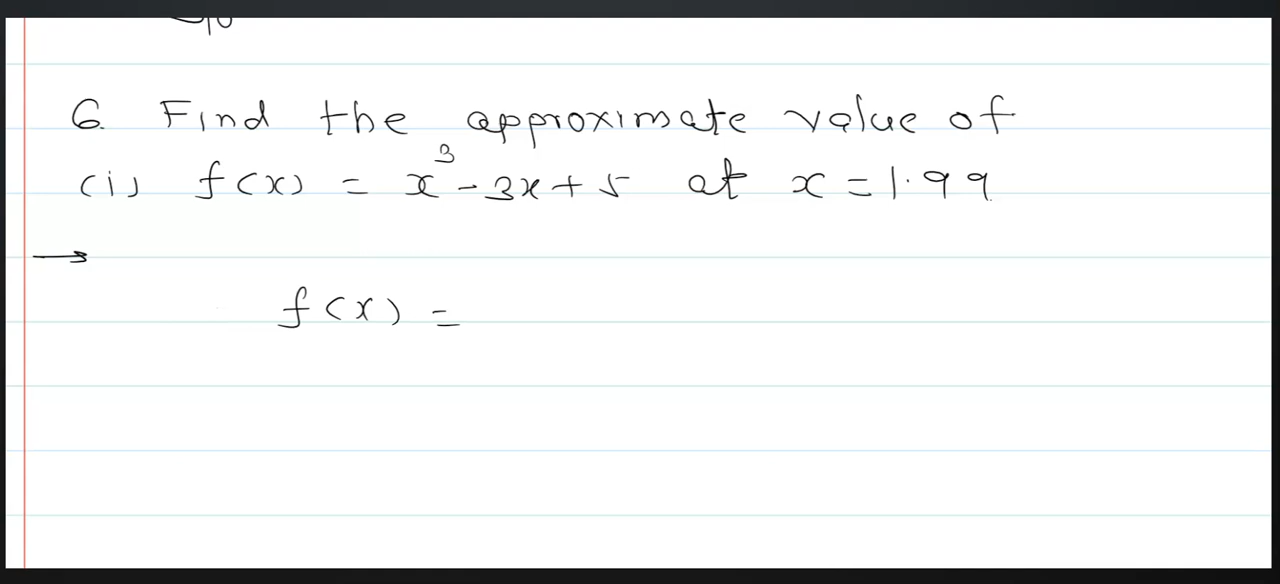 6. Find the approximate value of
(i) f(x) = x³ - 3x + 5 at x = 1.99
→
f(x) =